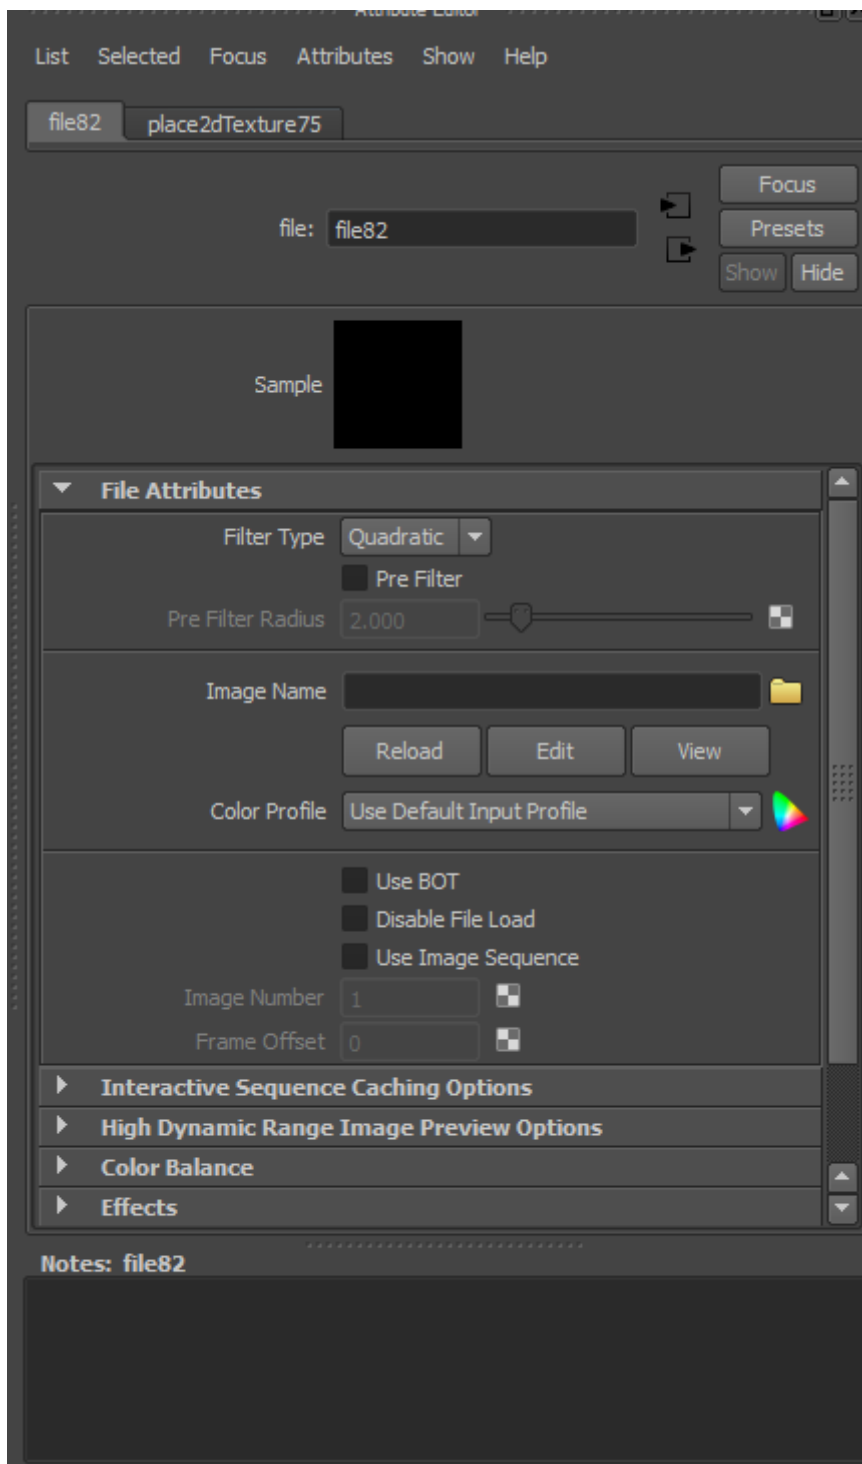 Attribute Editor
List Selected Focus Attributes Show Help
file82 place2dTexture75
Focus
file: file82
Presets
Show Hide
Sample
File Attributes
Filter Type Quadratic
Pre Filter
Pre Filter Radius 2.000
Image Name
Reload Edit View
Color Profile Use Default Input Profile
Use BOT
Disable File Load
Use Image Sequence
Image Number 1
Frame Offset 0
Interactive Sequence Caching Options
High Dynamic Range Image Preview Options
Color Balance
Effects
Notes: file82